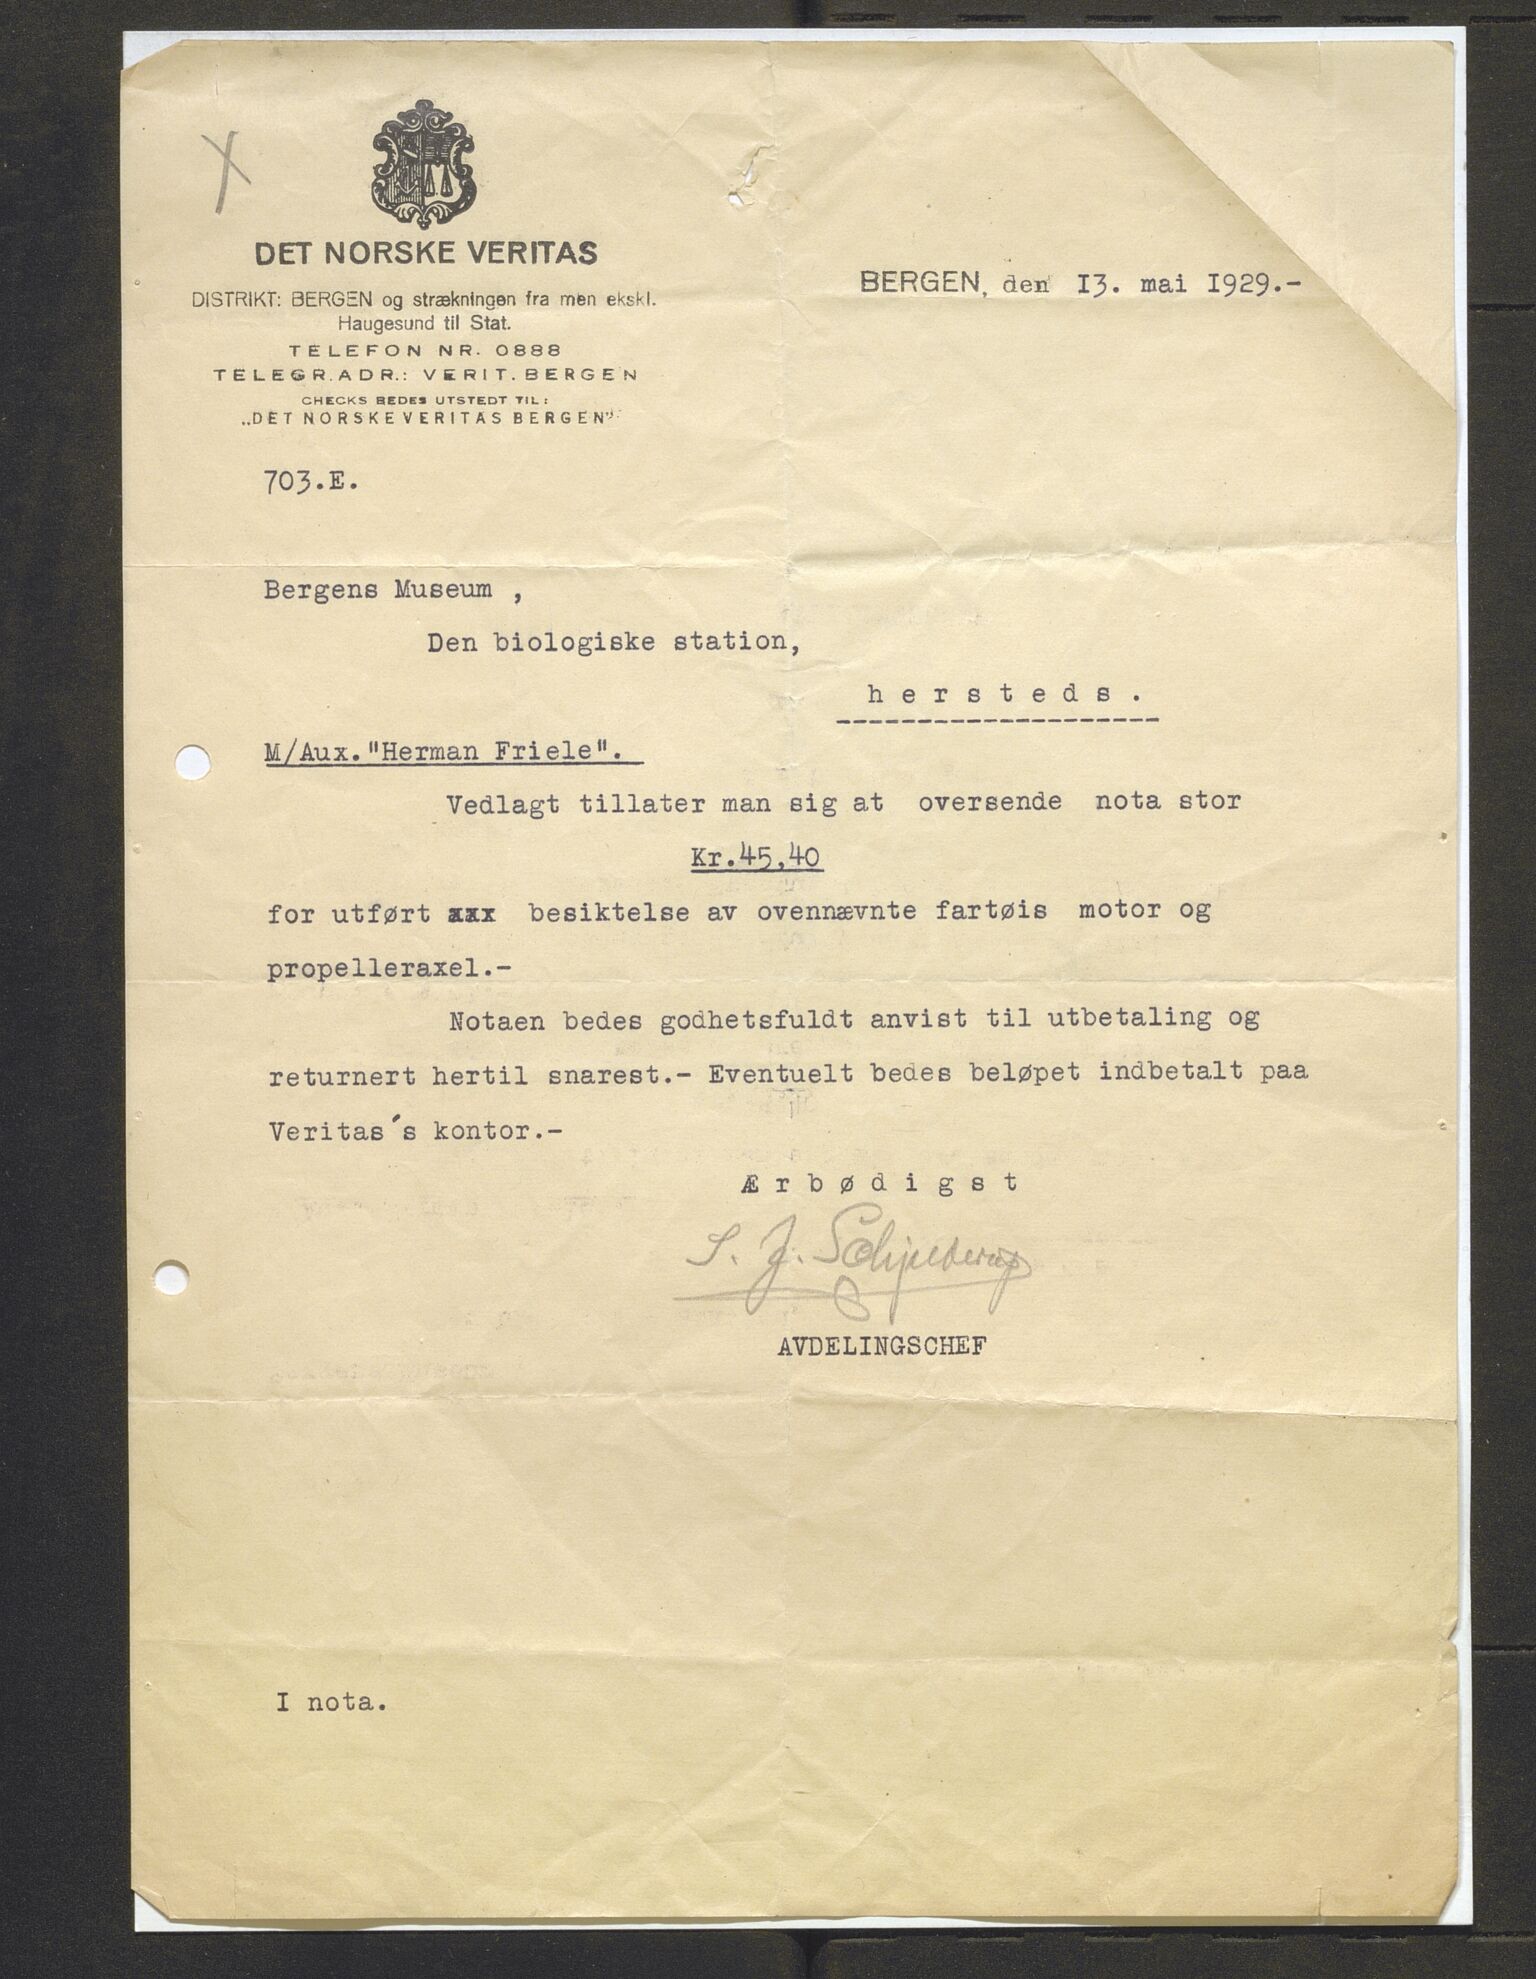 X
DET NORSKE VERITAS
DISTRIKT: BERGEN og strækningen fra men ekskl.
Haugesund til Stat.
TELEFON NR. 0888
TELEGR.ADR.: VERIT. BERGEN
CHECKS BEDES UTSTEDT TIL:
„DET NORSKE VERITAS BERGEN"
BERGEN, den 13. mai 1929.-
703.E.
Bergens Museum ,
Den biologiske station,
h e r s t e d s .
M/Aux."Herman Friele".
Vedlagt tillater man sig at oversende nota stor
Kr.45,40
for utført xxx besiktelse av ovennævnte fartøis motor og
propelleraxel.-
Notaen bedes godhetsfuldt anvist til utbetaling og
returnert hertil snarest.- Eventuelt bedes beløpet indbetalt paa
Veritas´s kontor.-
Æ r b ø d i g s t
S. J. Schjelderup
AVDELINGSCHEF
I nota.